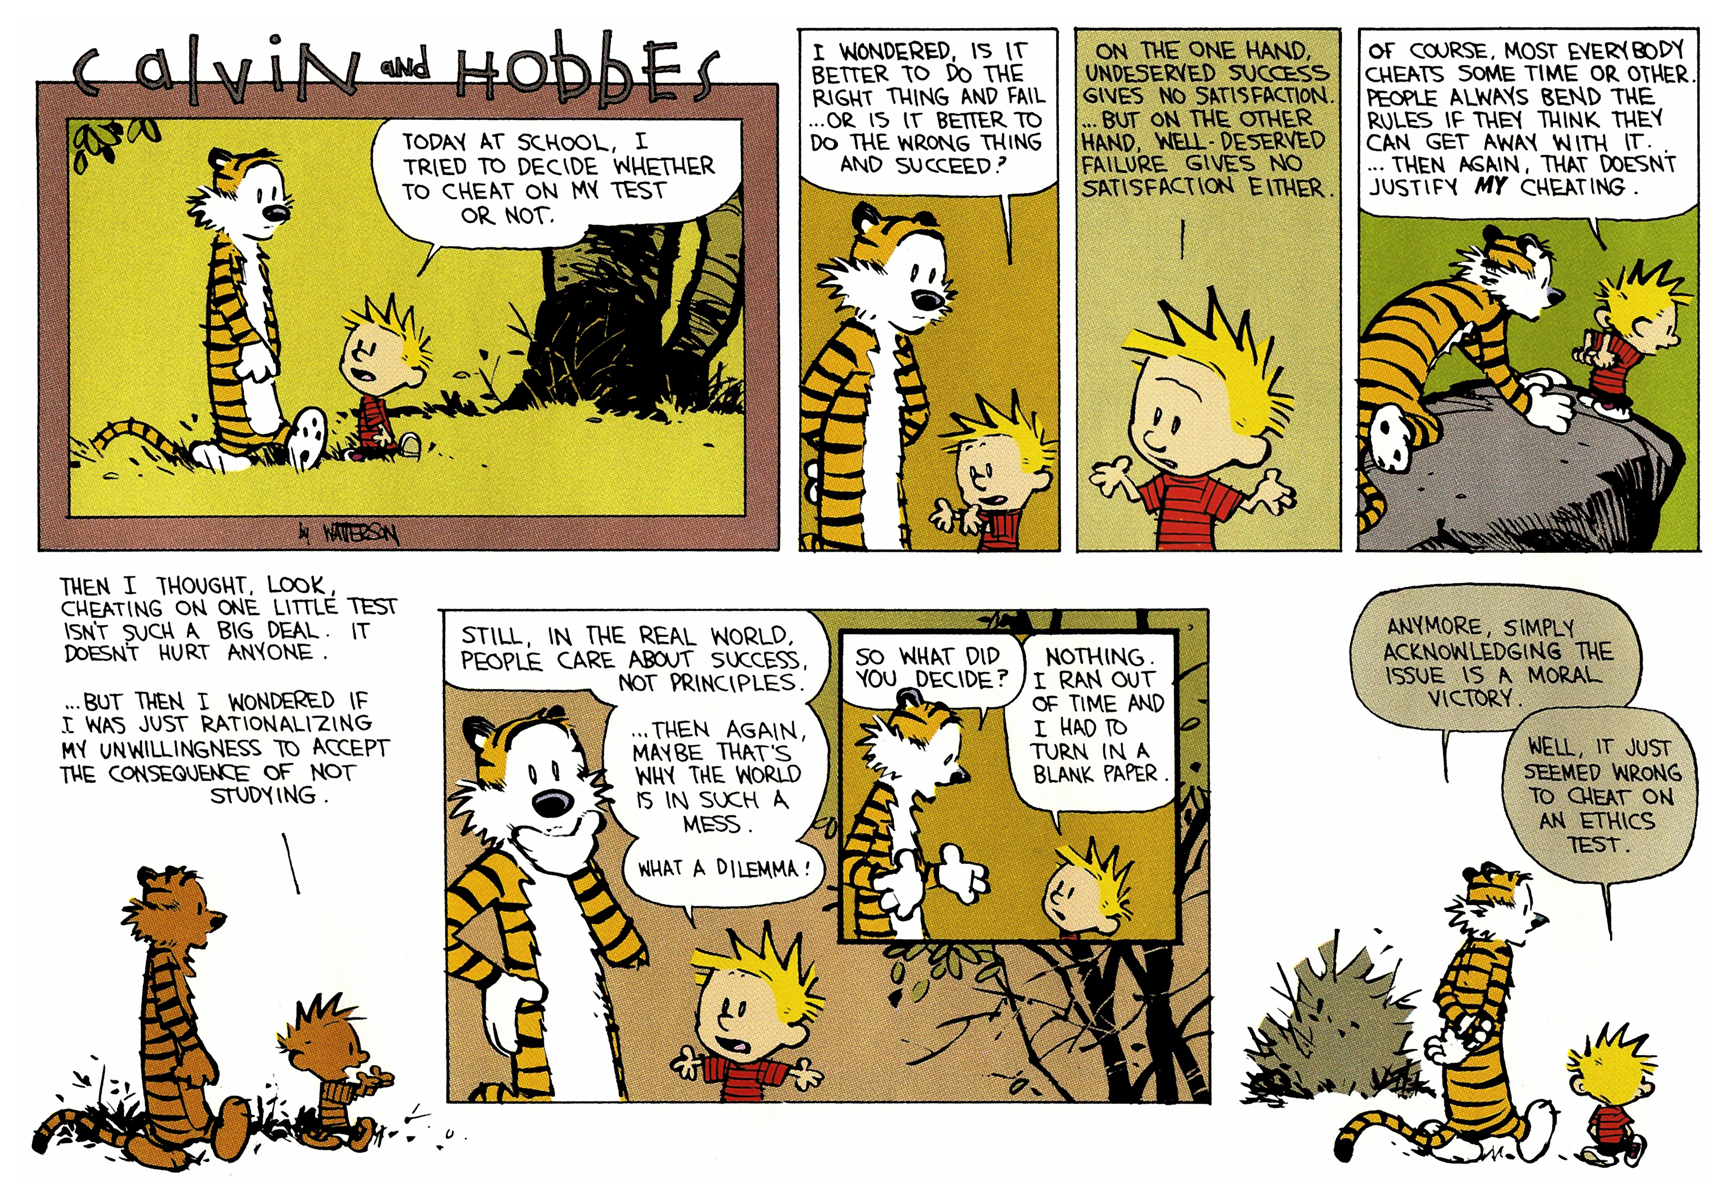 CALVIN AND HOBBES
TODAY AT SCHOOL, I
TRIED TO DECIDE WHETHER
TO CHEAT ON MY TEST
OR NOT.
by WATTERSON
I WONDERED, IS IT
BETTER TO DO THE
RIGHT THING AND FAIL
...OR IS IT BETTER TO
DO THE WRONG THING
AND SUCCEED?
ON THE ONE HAND,
UNDESERVED SUCCESS
GIVES NO SATISFACTION.
...BUT ON THE OTHER
HAND, WELL-DESERVED
FAILURE GIVES NO
SATISFACTION EITHER.
OF COURSE, MOST EVERYBODY
CHEATS SOME TIME OR OTHER.
PEOPLE ALWAYS BEND THE
RULES IF THEY THINK THEY
CAN GET AWAY WITH IT.
...THEN AGAIN, THAT DOESN'T
JUSTIFY MY CHEATING.
THEN I THOUGHT, LOOK,
CHEATING ON ONE LITTLE TEST
ISN'T SUCH A BIG DEAL. IT
DOESN'T HURT ANYONE.
...BUT THEN I WONDERED IF
I WAS JUST RATIONALIZING
MY UNWILLINGNESS TO ACCEPT
THE CONSEQUENCE OF NOT
STUDYING.
STILL, IN THE REAL WORLD,
PEOPLE CARE ABOUT SUCCESS,
NOT PRINCIPLES.
...THEN AGAIN,
MAYBE THAT'S
WHY THE WORLD
IS IN SUCH A
MESS.
WHAT A DILEMMA!
SO WHAT DID
YOU DECIDE?
NOTHING.
I RAN OUT
OF TIME AND
I HAD TO
TURN IN A
BLANK PAPER.
ANYMORE, SIMPLY
ACKNOWLEDGING THE
ISSUE IS A MORAL
VICTORY.
WELL, IT JUST
SEEMED WRONG
TO CHEAT ON
AN ETHICS
TEST.